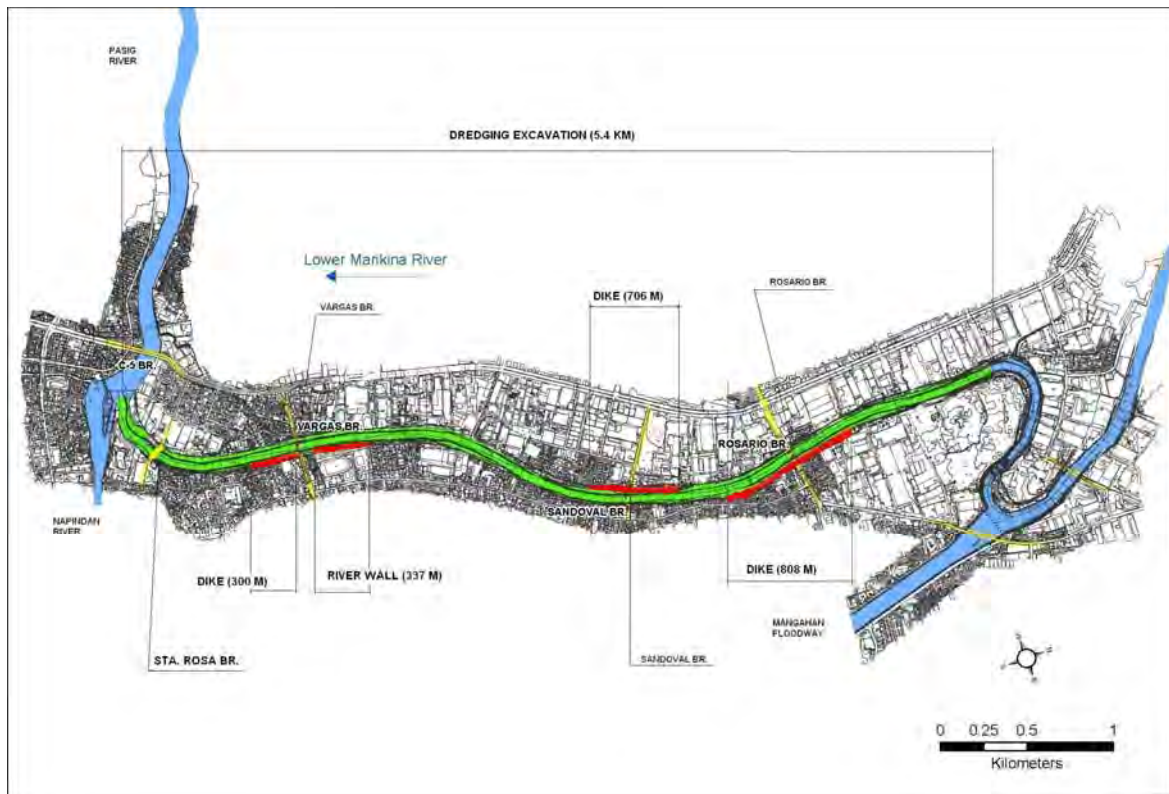 PASIG
RIVER
DREDGING EXCAVATION (5.4 KM)
Lower Marikina River
VARGAS BR.
DIKE (706 M)
ROSARIO BR.
C-5 BR.
VARGAS BR.
ROSARIO BR.
SANDOVAL BR.
NAPINDAN
RIVER
DIKE (300 M)
RIVER WALL (337 M)
DIKE (808 M)
MANGAHAN
FLOODWAY
STA. ROSA BR.
SANDOVAL BR.
0 0.25 0.5 1
Kilometers